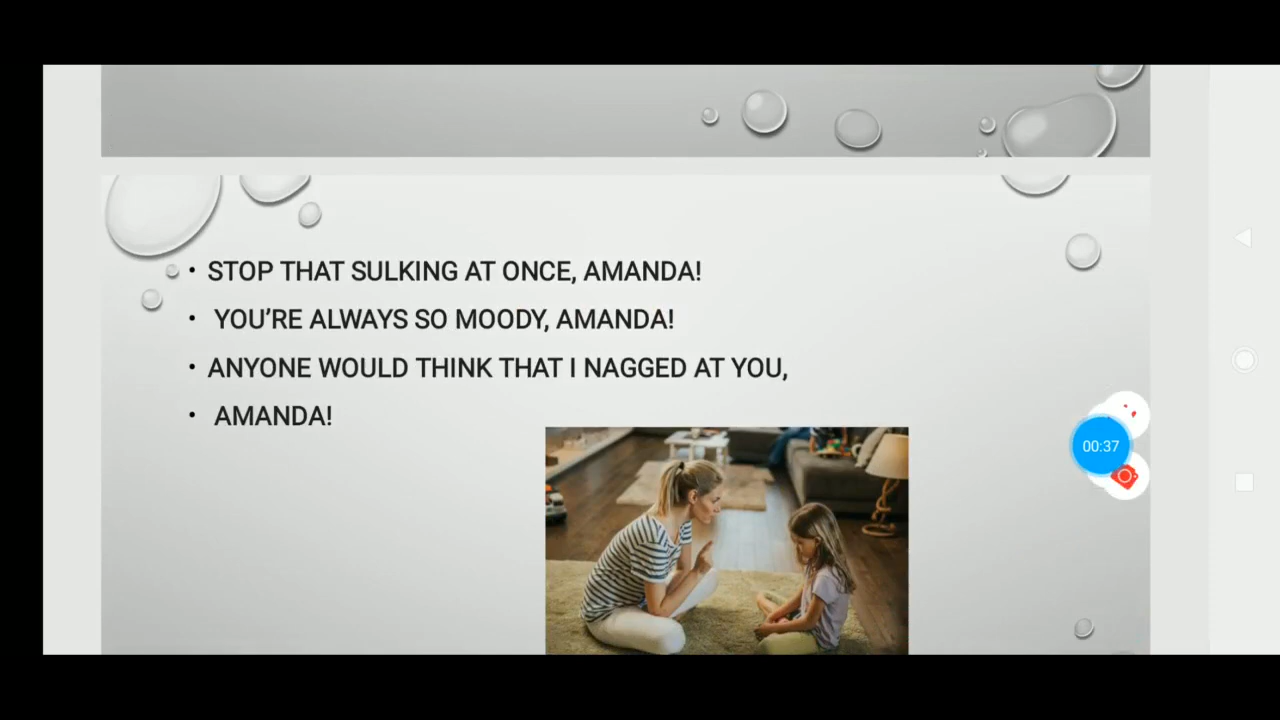 • STOP THAT SULKING AT ONCE, AMANDA!
• YOU’RE ALWAYS SO MOODY, AMANDA!
• ANYONE WOULD THINK THAT I NAGGED AT YOU,
• AMANDA!
00:37